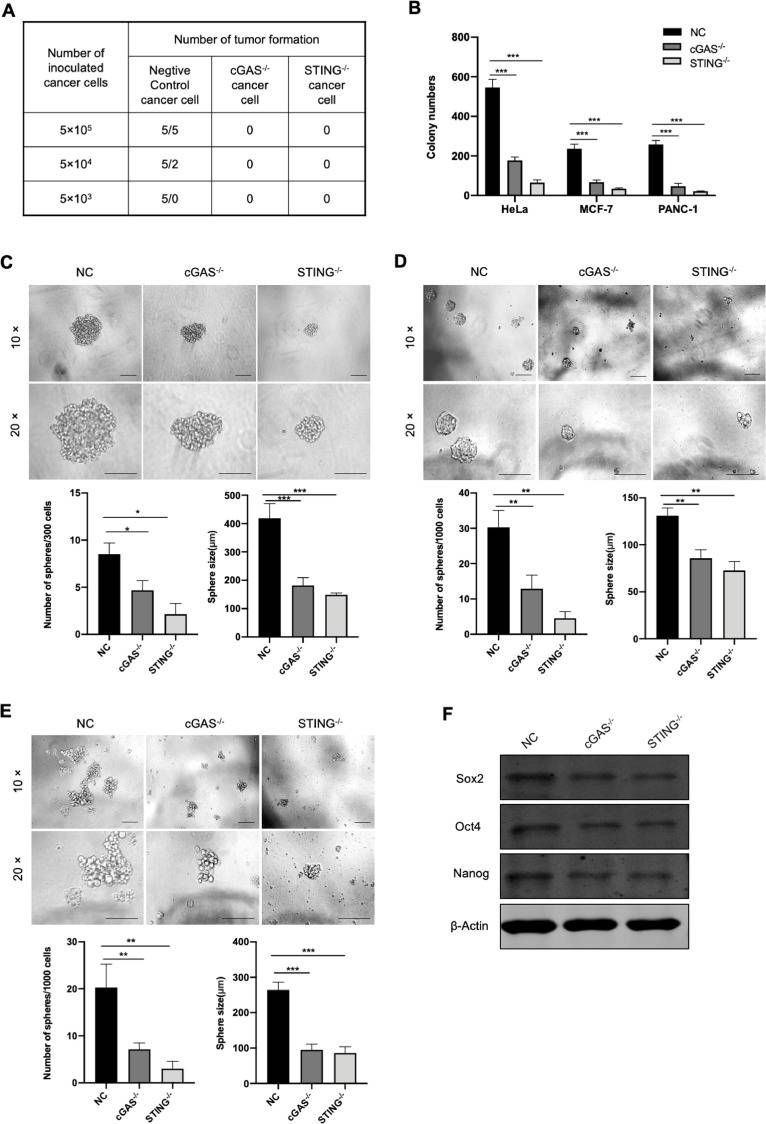 A
Number of inoculated cancer cells
Number of tumor formation
Negtive Control cancer cell
cGAS-/- cancer cell
STING-/- cancer cell
5×10⁵ 5/5 0 0
5×10⁴ 5/2 0 0
5×10³ 5/0 0 0
B
NC
cGAS-/-
STING-/-
Colony numbers
800
600
400
200
0
***
***
***
***
***
***
HeLa MCF-7 PANC-1
C
NC cGAS-/- STING-/-
10 ×
20 ×
Number of spheres/300 cells
15
10
5
0
*
*
NC cGAS-/- STING-/-
Sphere size(μm)
500
400
300
200
100
0
***
***
NC cGAS-/- STING-/-
D
NC cGAS-/- STING-/-
10 ×
20 ×
Number of spheres/1000 cells
40
30
20
10
0
**
**
NC cGAS-/- STING-/-
Sphere size(μm)
150
100
50
0
**
**
NC cGAS-/- STING-/-
E
NC cGAS-/- STING-/-
10 ×
20 ×
Number of spheres/1000 cells
30
20
10
0
**
**
NC cGAS-/- STING-/-
Sphere size(μm)
400
300
200
100
0
***
***
NC cGAS-/- STING-/-
F
NC cGAS-/- STING-/-
Sox2
Oct4
Nanog
β-Actin